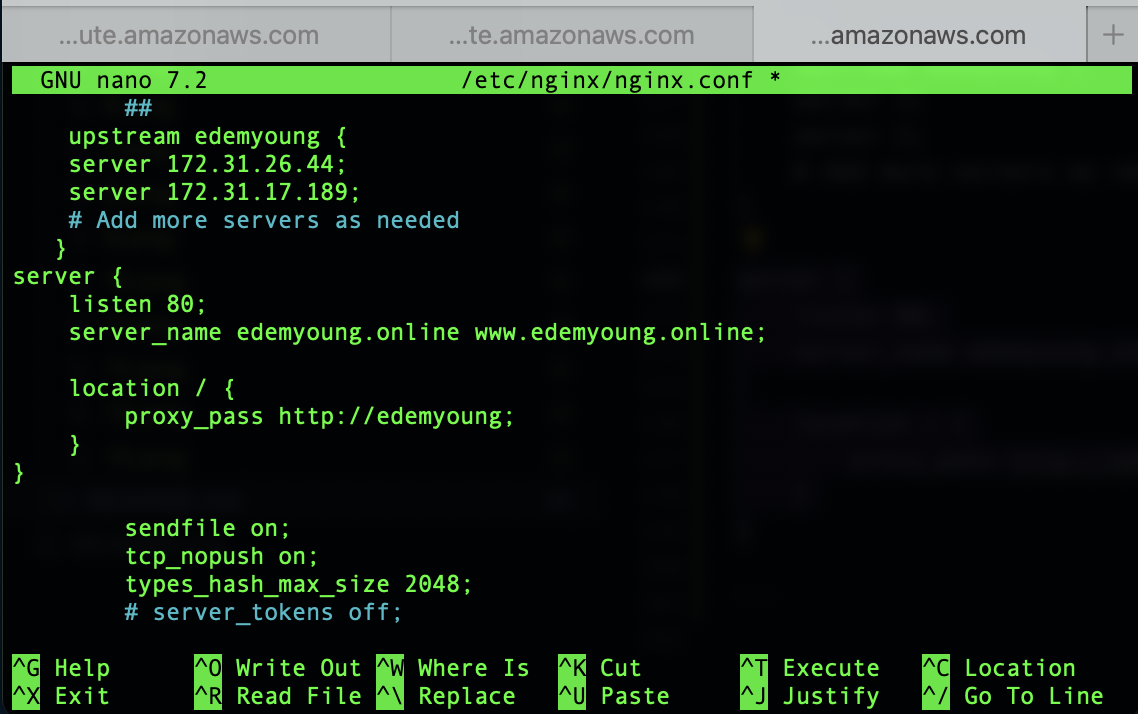 ...ute.amazonaws.com ...te.amazonaws.com ...amazonaws.com +
GNU nano 7.2 /etc/nginx/nginx.conf *
##
upstream edemyoung {
server 172.31.26.44;
server 172.31.17.189;
# Add more servers as needed
}
server {
listen 80;
server_name edemyoung.online www.edemyoung.online;
location / {
proxy_pass http://edemyoung;
}
}
sendfile on;
tcp_nopush on;
types_hash_max_size 2048;
# server_tokens off;
^G Help ^O Write Out ^W Where Is ^K Cut ^T Execute ^C Location
^X Exit ^R Read File ^\ Replace ^U Paste ^J Justify ^/ Go To Line